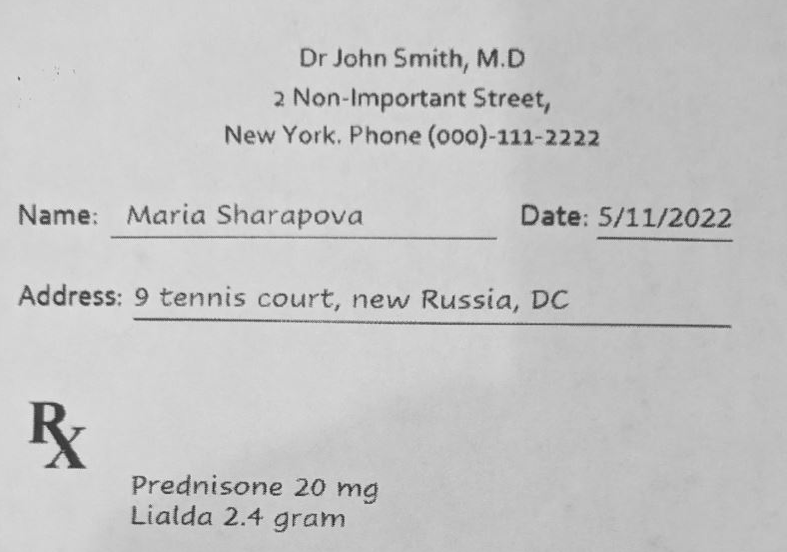 Dr John Smith, M.D
2 Non-Important Street,
New York. Phone (000)-111-2222
Name: Maria Sharapova Date: 5/11/2022
Address: 9 tennis court, new Russia, DC
Rx
Prednisone 20 mg
Lialda 2.4 gram